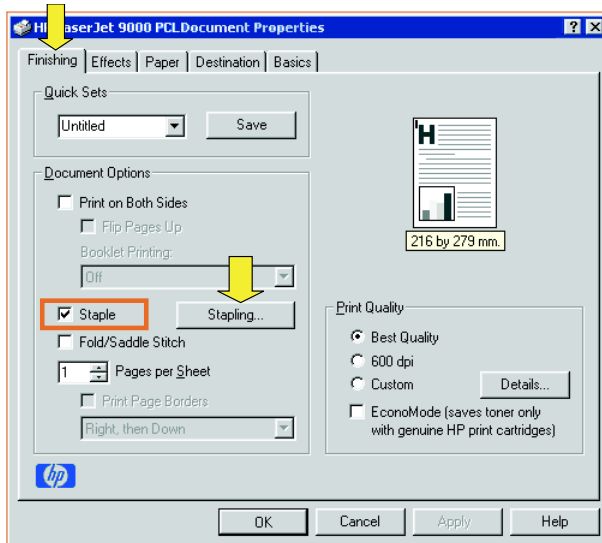 HP LaserJet 9000 PCLDocument Properties
Finishing Effects Paper Destination Basics
Quick Sets
Untitled Save
Document Options
Print on Both Sides
Flip Pages Up
Booklet Printing:
Off
Staple Stapling...
Fold/Saddle Stitch
1 Pages per Sheet
Print Page Borders
Right, then Down
H
216 by 279 mm.
Print Quality
Best Quality
600 dpi
Custom Details...
EconoMode (saves toner only
with genuine HP print cartridges)
hp
OK Cancel Apply Help